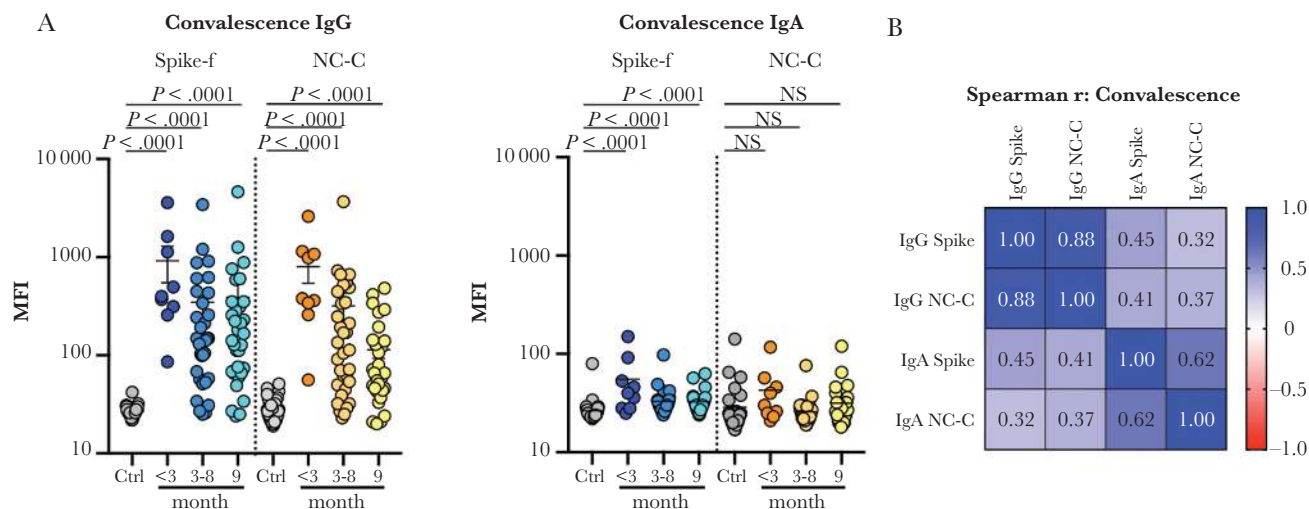 A
Convalescence IgG
Spike-f
NC-C
P < .0001
P < .0001
P < .0001
P < .0001
P < .0001
P < .0001
10 000
1000
100
10
MFI
Ctrl
<3
3-8
9
Ctrl
<3
3-8
9
month
month
Convalescence IgA
Spike-f
NC-C
P < .0001
NS
P < .0001
NS
P < .0001
NS
10 000
1000
100
10
MFI
Ctrl
<3
3-8
9
Ctrl
<3
3-8
9
month
month
B
Spearman r: Convalescence
IgG Spike
IgG NC-C
IgA Spike
IgA NC-C
IgG Spike 1.00 0.88 0.45 0.32
IgG NC-C 0.88 1.00 0.41 0.37
IgA Spike 0.45 0.41 1.00 0.62
IgA NC-C 0.32 0.37 0.62 1.00
1.0
0.5
0
−0.5
−1.0